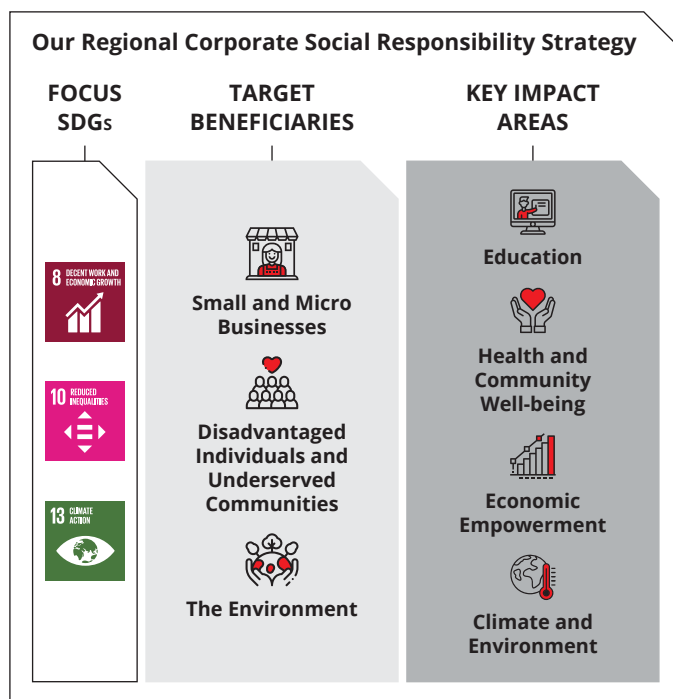 Our Regional Corporate Social Responsibility Strategy
FOCUS
SDGs
TARGET
BENEFICIARIES
KEY IMPACT
AREAS
8 DECENT WORK AND
ECONOMIC GROWTH
10 REDUCED
INEQUALITIES
13 CLIMATE
ACTION
Small and Micro
Businesses
Disadvantaged
Individuals and
Underserved
Communities
The Environment
Education
Health and
Community
Well-being
Economic
Empowerment
Climate and
Environment